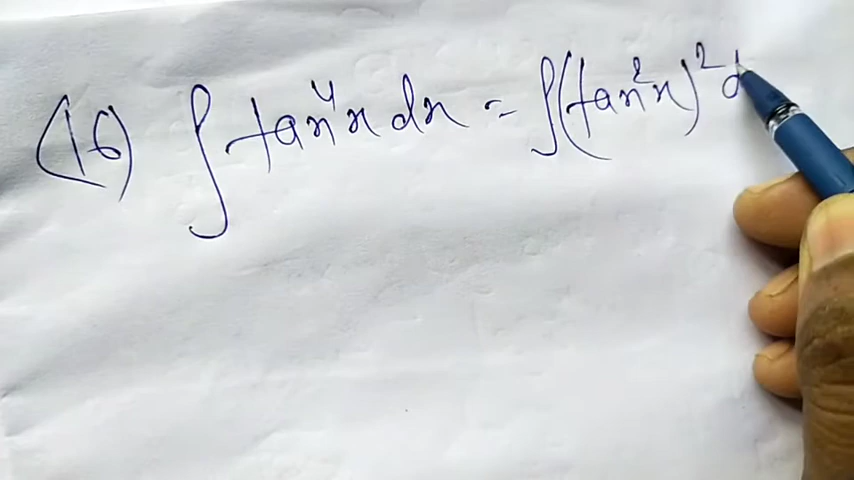 (16) ∫ tan⁴x dx = ∫(tan²x)² d